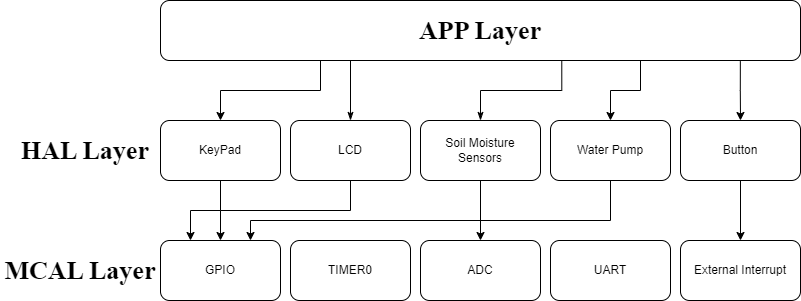 APP Layer
HAL Layer
KeyPad
LCD
Soil Moisture
Sensors
Water Pump
Button
MCAL Layer
GPIO
TIMER0
ADC
UART
External Interrupt